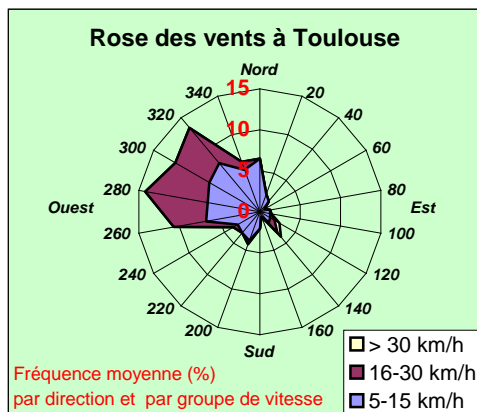 Rose des vents à Toulouse
Nord
340
15
20
320
40
300
10
60
280
5
80
Ouest
0
Est
260
100
240
120
220
140
200
160
Sud
Fréquence moyenne (%)
par direction et par groupe de vitesse
> 30 km/h
16-30 km/h
5-15 km/h